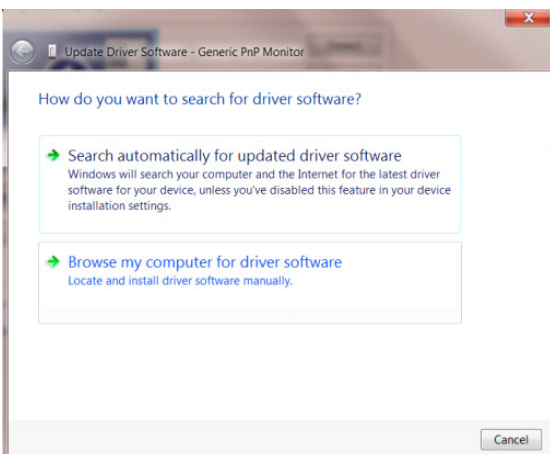 Update Driver Software - Generic PnP Monitor
How do you want to search for driver software?
Search automatically for updated driver software
Windows will search your computer and the Internet for the latest driver
software for your device, unless you've disabled this feature in your device
installation settings.
Browse my computer for driver software
Locate and install driver software manually.
Cancel